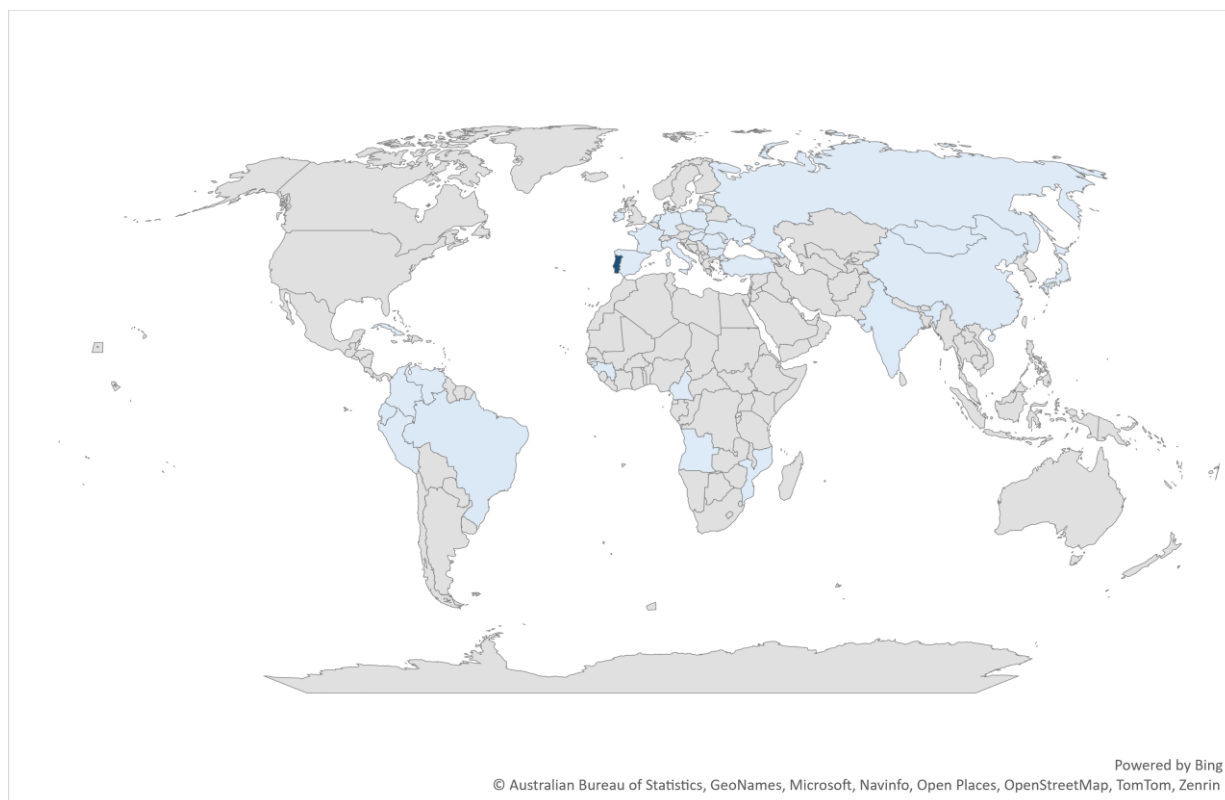 Powered by Bing
© Australian Bureau of Statistics, GeoNames, Microsoft, Navinfo, Open Places, OpenStreetMap, TomTom, Zenrin